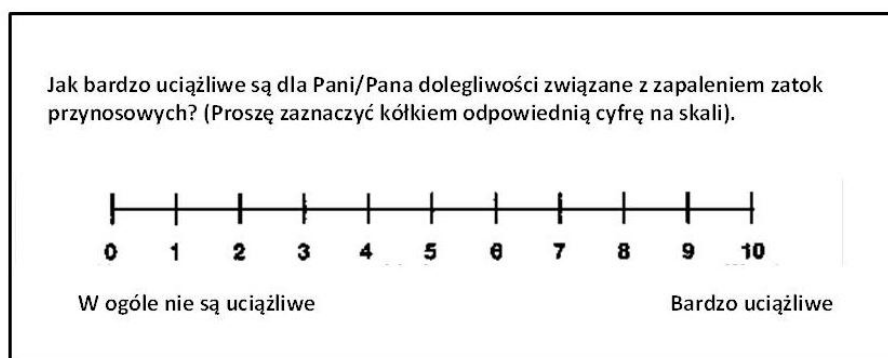 Jak bardzo uciążliwe są dla Pani/Pana dolegliwości związane z zapaleniem zatok
przynosowych? (Proszę zaznaczyć kółkiem odpowiednią cyfrę na skali).
0 1 2 3 4 5 6 7 8 9 10
W ogóle nie są uciążliwe Bardzo uciążliwe